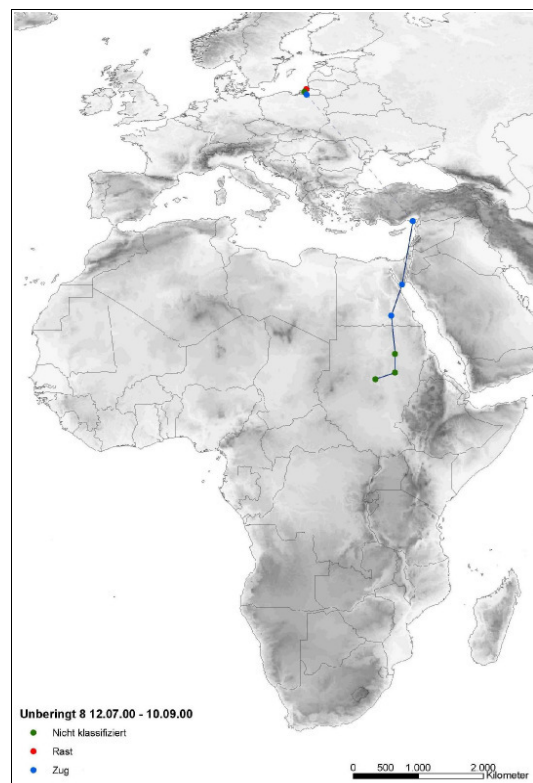 Unberingt 8 12.07.00 - 10.09.00
Nicht klassifiziert
Rast
Zug
0 500 1 000 2 000
Kilometer